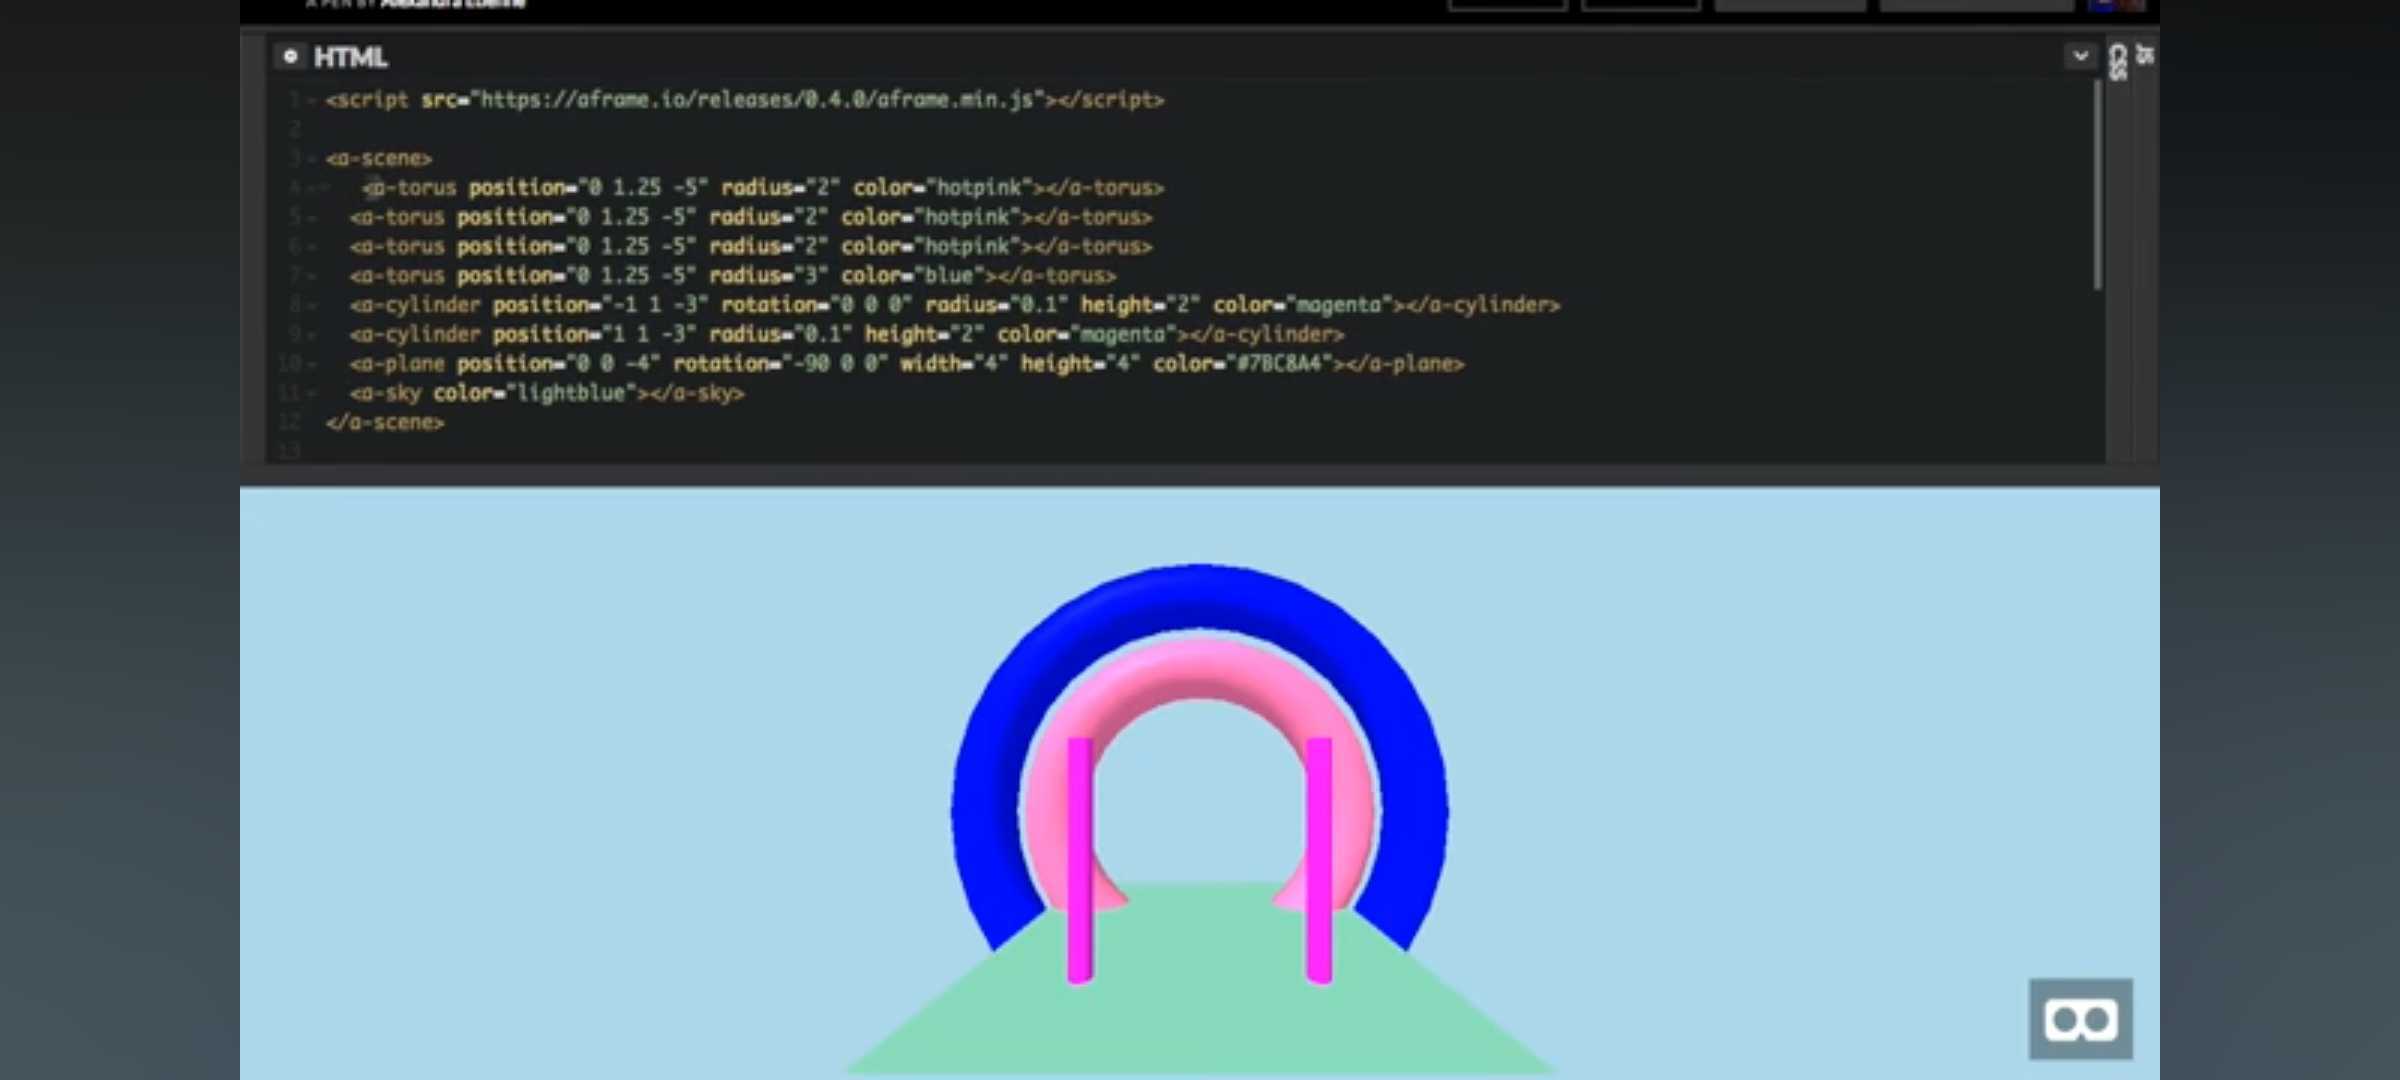 A PEN BY
HTML
CSS
JS
1 <script src="https://aframe.io/releases/0.4.0/aframe.min.js"></script>
2
3 <a-scene>
4 <a-torus position="0 1.25 -5" radius="2" color="hotpink"></a-torus>
5 <a-torus position="0 1.25 -5" radius="2" color="hotpink"></a-torus>
6 <a-torus position="0 1.25 -5" radius="2" color="hotpink"></a-torus>
7 <a-torus position="0 1.25 -5" radius="3" color="blue"></a-torus>
8 <a-cylinder position="-1 1 -3" rotation="0 0 0" radius="0.1" height="2" color="magenta"></a-cylinder>
9 <a-cylinder position="1 1 -3" radius="0.1" height="2" color="magenta"></a-cylinder>
10 <a-plane position="0 0 -4" rotation="-90 0 0" width="4" height="4" color="#7BC8A4"></a-plane>
11 <a-sky color="lightblue"></a-sky>
12 </a-scene>
13